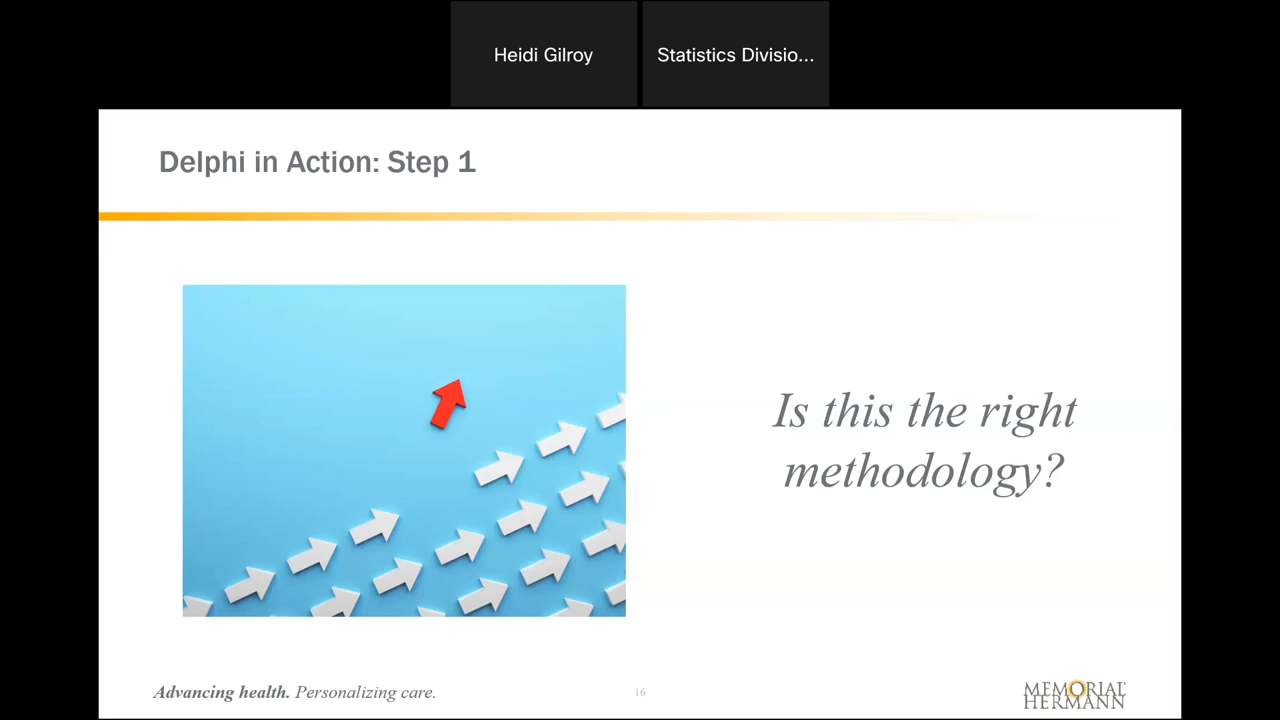 Heidi Gilroy
Statistics Divisio...
Delphi in Action: Step 1
Is this the right
methodology?
Advancing health. Personalizing care.
16
MEMORIAL
HERMANN